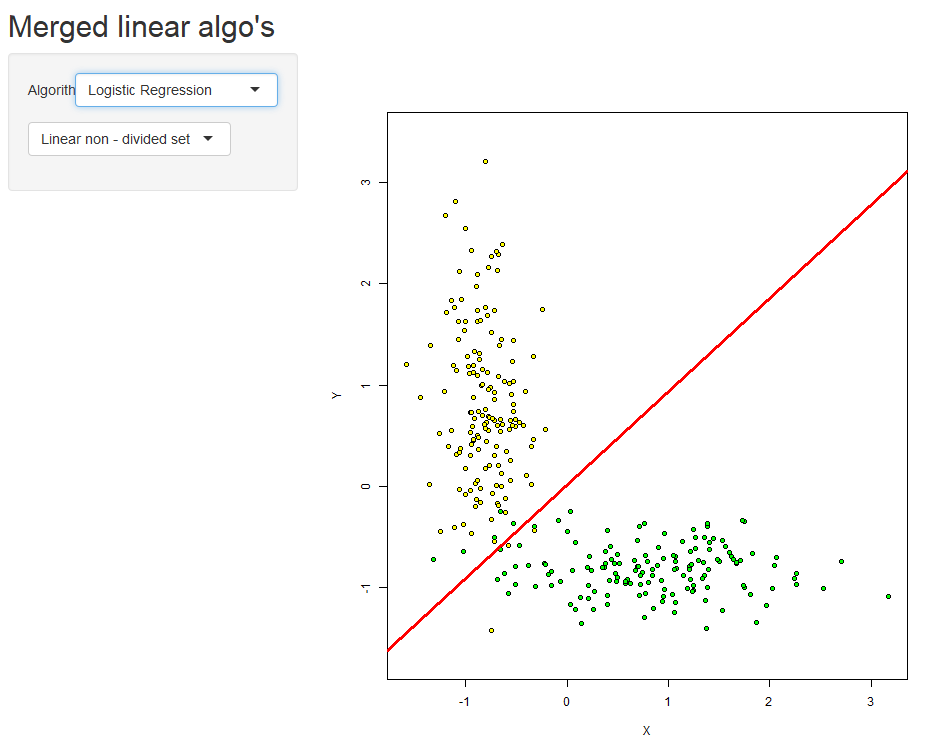 Merged linear algo's
Algorith Logistic Regression
Linear non - divided set
3
2
1
0
-1
Y
-1 0 1 2 3
X